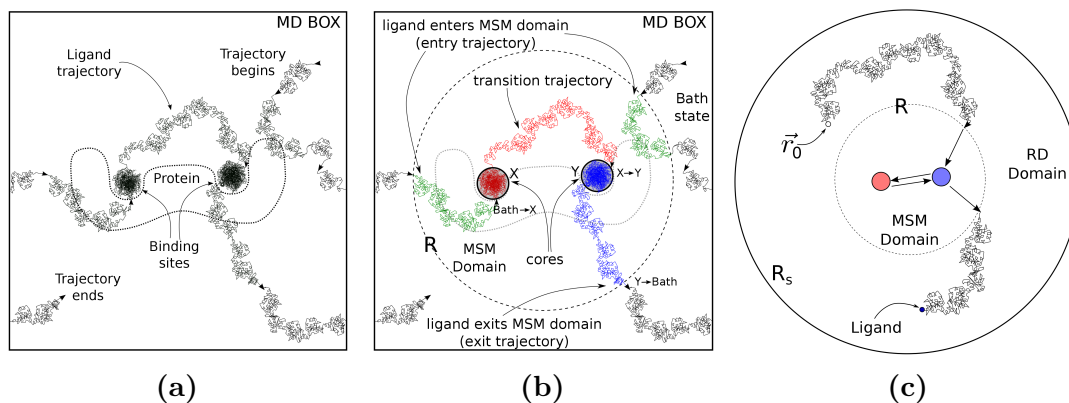 MD BOX
Ligand
trajectory
Trajectory
begins
Protein
Binding
sites
Trajectory
ends
(a)
MD BOX
ligand enters MSM domain
(entry trajectory)
transition trajectory
Bath
state
X
Y
X→Y
Bath→X
R
MSM
Domain
cores
Y→Bath
ligand exits MSM domain
(exit trajectory)
(b)
R
r⃗0
RD
Domain
MSM
Domain
Rs
Ligand
(c)